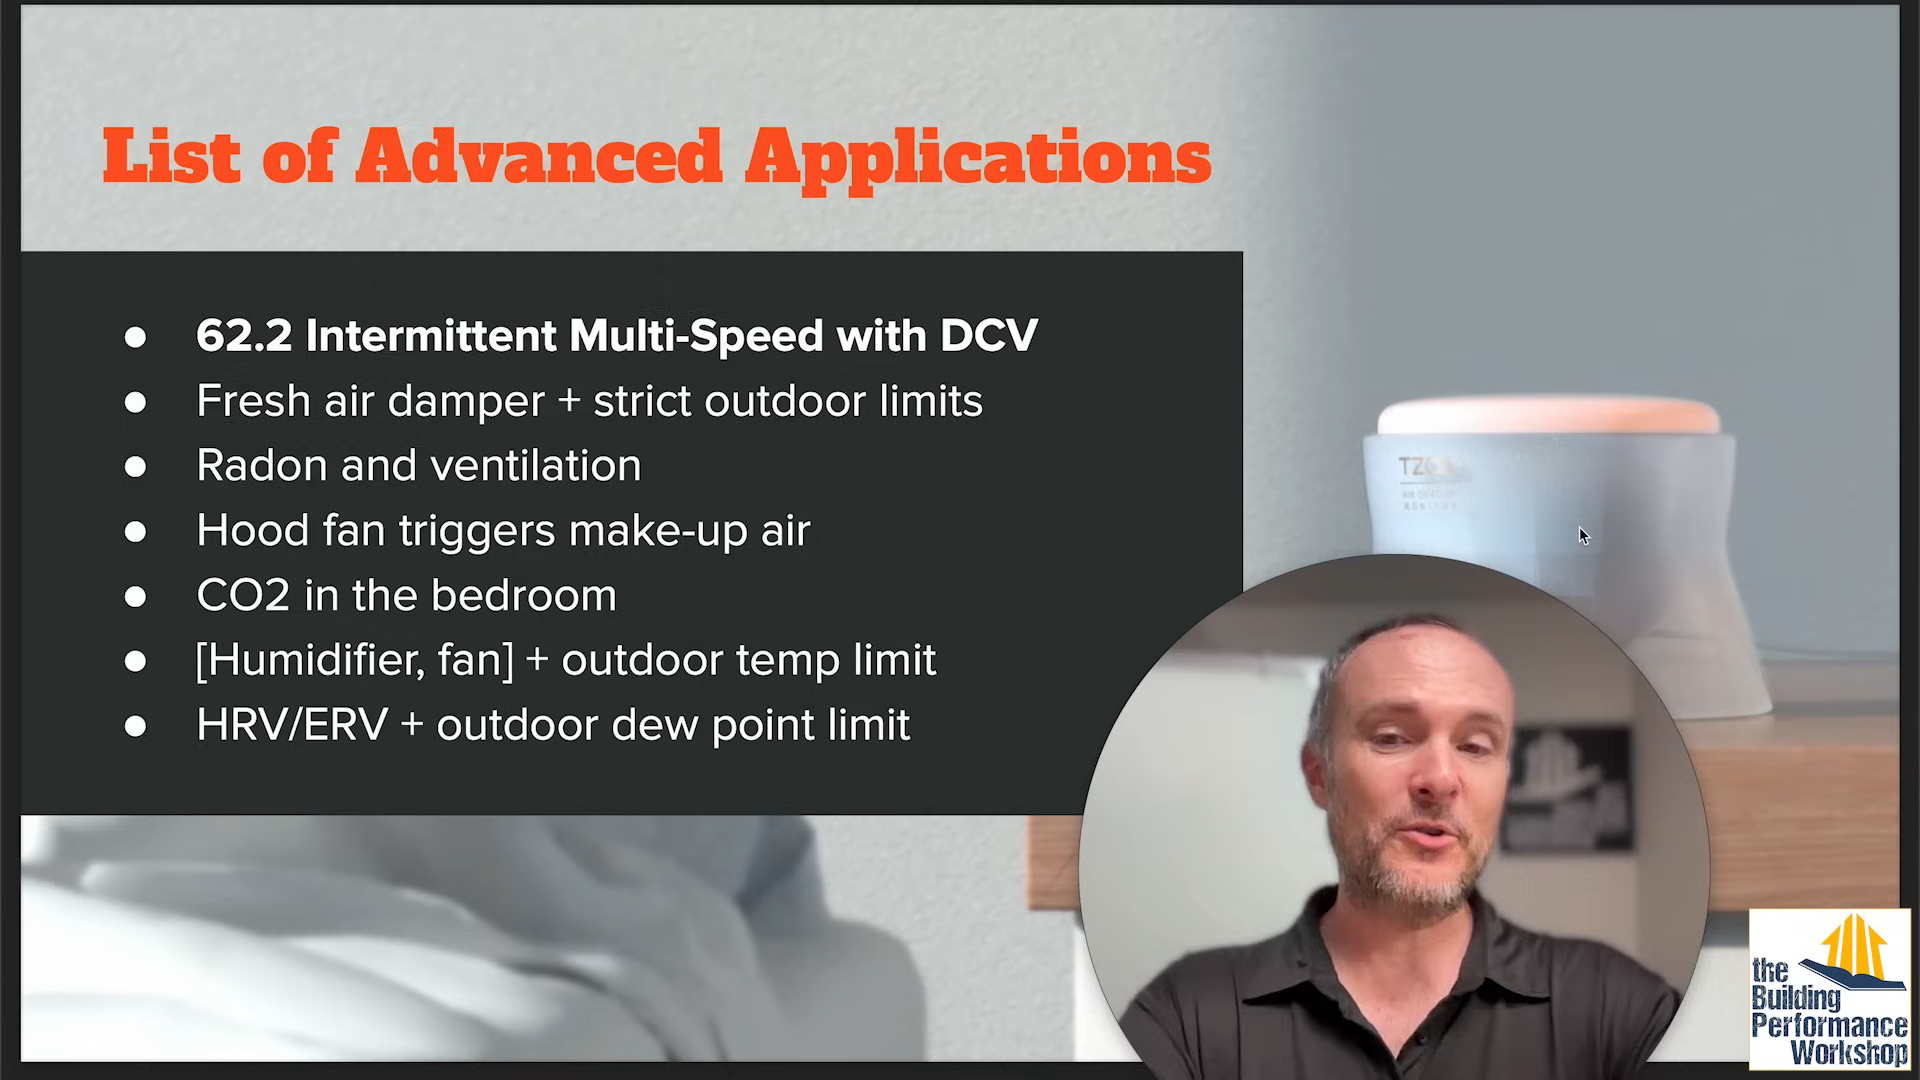 List of Advanced Applications
● 62.2 Intermittent Multi-Speed with DCV
● Fresh air damper + strict outdoor limits
● Radon and ventilation
● Hood fan triggers make-up air
● CO2 in the bedroom
● [Humidifier, fan] + outdoor temp limit
● HRV/ERV + outdoor dew point limit
the
Building
Performance
Workshop